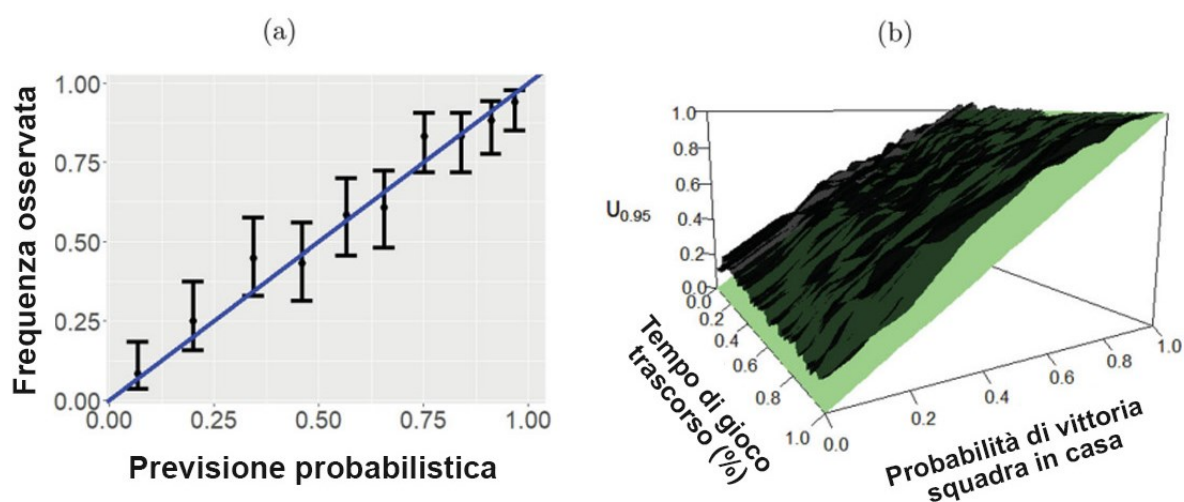 (a)
(b)
Frequenza osservata
1.00
0.75
0.50
0.25
0.00
0.00 0.25 0.50 0.75 1.00
Previsione probabilistica
U0.95
1.0
0.8
0.6
0.4
0.2
0.0
0.0
0.2
0.4
0.6
0.8
1.0
Tempo di gioco
trascorso (%)
0.0
0.2
0.4
0.6
0.8
1.0
Probabilità di vittoria
squadra in casa